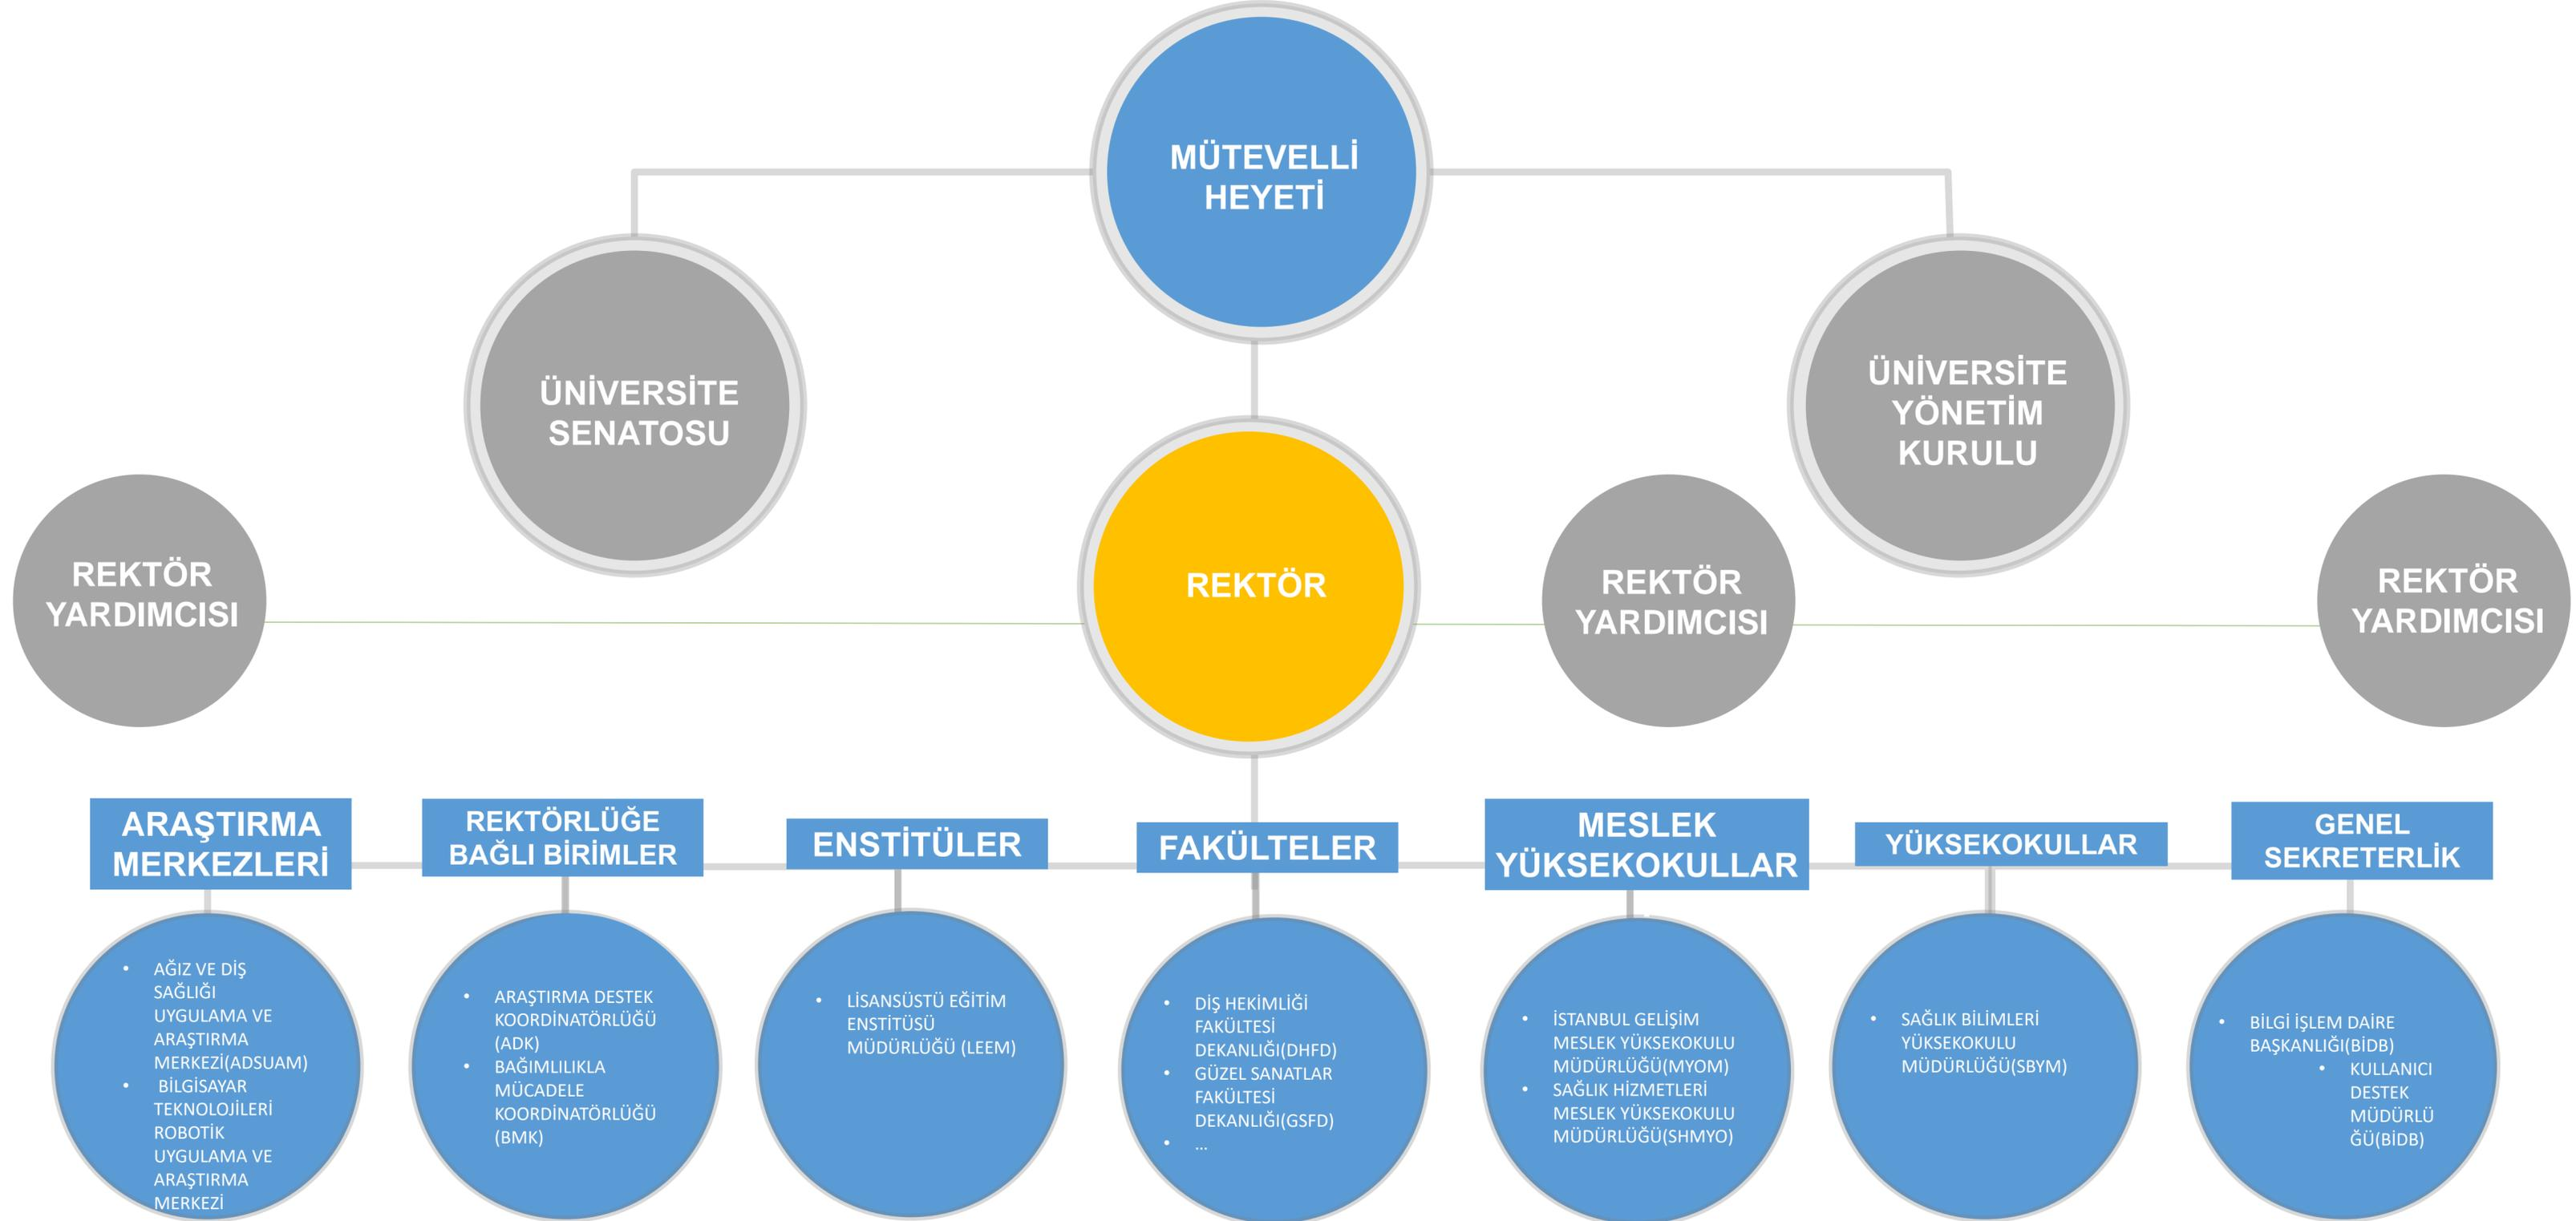 MÜTEVELLİ
HEYETİ
ÜNİVERSİTE
SENATOSU
ÜNİVERSİTE
YÖNETİM
KURULU
REKTÖR
YARDIMCISI
REKTÖR
REKTÖR
YARDIMCISI
REKTÖR
YARDIMCISI
ARAŞTIRMA
MERKEZLERİ
REKTÖRLÜĞE
BAĞLI BİRİMLER
ENSTİTÜLER
FAKÜLTELER
MESLEK
YÜKSEKOKULLAR
YÜKSEKOKULLAR
GENEL
SEKRETERLİK
• AĞIZ VE DİŞ
SAĞLIĞI
UYGULAMA VE
ARAŞTIRMA
MERKEZİ(ADSUAM)
• BİLGİSAYAR
TEKNOLOJİLERİ
ROBOTİK
UYGULAMA VE
ARAŞTIRMA
MERKEZİ
• ARAŞTIRMA DESTEK
KOORDİNATÖRLÜĞÜ
(ADK)
• BAĞIMLILIKLA
MÜCADELE
KOORDİNATÖRLÜĞÜ
(BMK)
• LİSANSÜSTÜ EĞİTİM
ENSTİTÜSÜ
MÜDÜRLÜĞÜ (LEEM)
• DİŞ HEKİMLİĞİ
FAKÜLTESİ
DEKANLIĞI(DHFD)
• GÜZEL SANATLAR
FAKÜLTESİ
DEKANLIĞI(GSFD)
• ...
• İSTANBUL GELİŞİM
MESLEK YÜKSEKOKULU
MÜDÜRLÜĞÜ(MYOM)
• SAĞLIK HİZMETLERİ
MESLEK YÜKSEKOKULU
MÜDÜRLÜĞÜ(SHMYO)
• SAĞLIK BİLİMLERİ
YÜKSEKOKULU
MÜDÜRLÜĞÜ(SBYM)
• BİLGİ İŞLEM DAİRE
BAŞKANLIĞI(BİDB)
• KULLANICI
DESTEK
MÜDÜRLÜ
ĞÜ(BİDB)